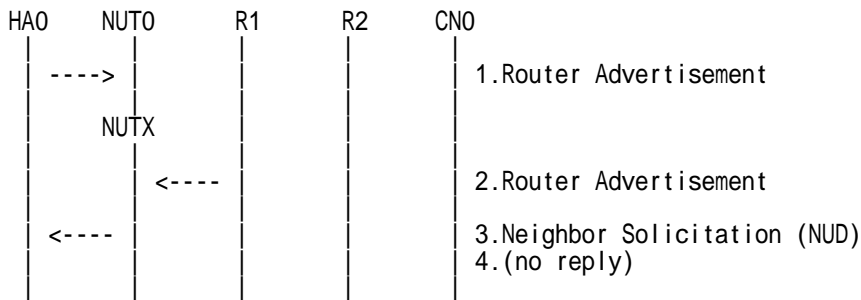 HA0 NUT0 R1 R2 CN0
----> 1.Router Advertisement
NUTX
<---- 2.Router Advertisement
<---- 3.Neighbor Solicitation (NUD)
4.(no reply)